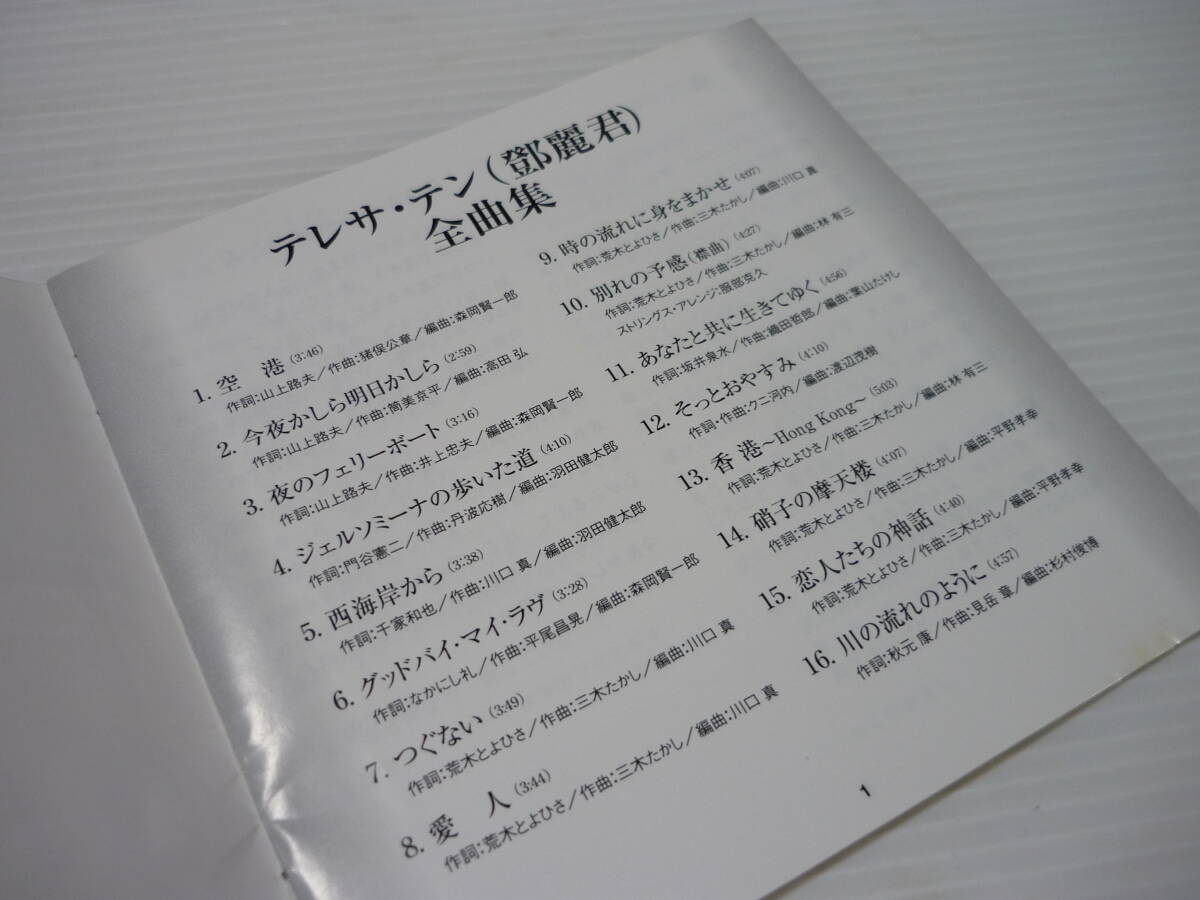 テレサ・テン(鄧麗君)
全曲集
1. 空 港 (3:46)
作詞:山上路夫／作曲:猪俣公章／編曲:森岡賢一郎
2. 今夜かしら明日かしら (2:59)
作詞:山上路夫／作曲:筒美京平／編曲:高田 弘
3. 夜のフェリーボート (3:16)
作詞:山上路夫／作曲:井上忠夫／編曲:森岡賢一郎
4. ジェルソミーナの歩いた道 (4:10)
作詞:門谷憲二／作曲:丹波応樹／編曲:羽田健太郎
5. 西海岸から (3:38)
作詞:千家和也／作曲:川口 真／編曲:羽田健太郎
6. グッドバイ・マイ・ラヴ (3:28)
作詞:なかにし礼／作曲:平尾昌晃／編曲:森岡賢一郎
7. つぐない (3:49)
作詞:荒木とよひさ／作曲:三木たかし／編曲:川口 真
8. 愛 人 (3:44)
作詞:荒木とよひさ／作曲:三木たかし／編曲:川口 真
9. 時の流れに身をまかせ (4:07)
作詞:荒木とよひさ／作曲:三木たかし／編曲:川口 真
10. 別れの予感(襟曲) (4:27)
作詞:荒木とよひさ／作曲:三木たかし／編曲:林 有三
ストリングス・アレンジ:服部克久
11. あなたと共に生きてゆく (4:56)
作詞:坂井泉水／作曲:織田哲郎／編曲:葉山たけし
12. そっとおやすみ (4:10)
作詞・作曲:クニ河内／編曲:渡辺茂樹
13. 香 港～Hong Kong～ (5:03)
作詞:荒木とよひさ／作曲:三木たかし／編曲:林 有三
14. 硝子の摩天楼 (4:07)
作詞:荒木とよひさ／作曲:三木たかし／編曲:平野孝幸
15. 恋人たちの神話 (4:40)
作詞:荒木とよひさ／作曲:三木たかし／編曲:平野孝幸
16. 川の流れのように (4:57)
作詞:秋元 康／作曲:見岳 章／編曲:杉村俊博
1